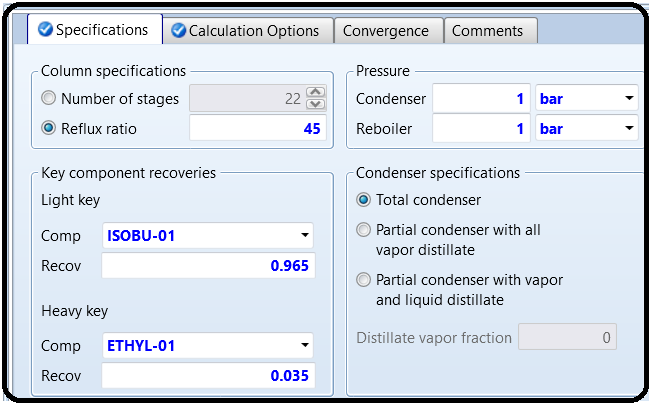 Specifications
Calculation Options
Convergence
Comments
Column specifications
Number of stages
22
Reflux ratio
45
Pressure
Condenser
1
bar
Reboiler
1
bar
Key component recoveries
Light key
Comp
ISOBU-01
Recov
0.965
Heavy key
Comp
ETHYL-01
Recov
0.035
Condenser specifications
Total condenser
Partial condenser with all
vapor distillate
Partial condenser with vapor
and liquid distillate
Distillate vapor fraction
0